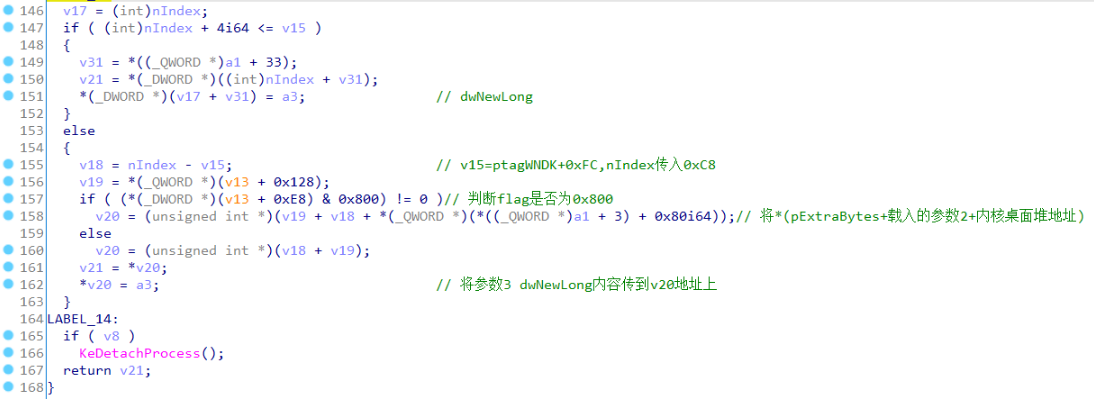 146 v17 = (int)nIndex;
147 if ( (int)nIndex + 4i64 <= v15 )
148 {
149 v31 = *((_QWORD *)a1 + 33);
150 v21 = *(_DWORD *)((int)nIndex + v31);
151 *(_DWORD *)(v17 + v31) = a3; // dwNewLong
152 }
153 else
154 {
155 v18 = nIndex - v15; // v15=ptagWNDK+0xFC,nIndex传入0xC8
156 v19 = *(_QWORD *)(v13 + 0x128);
157 if ( (*(_DWORD *)(v13 + 0xE8) & 0x800) != 0 )// 判断flag是否为0x800
158 v20 = (unsigned int *)(v19 + v18 + *(_QWORD *)(*((_QWORD *)a1 + 3) + 0x80i64));// 将*(pExtraBytes+载入的参数2+内核桌面堆地址)
159 else
160 v20 = (unsigned int *)(v18 + v19);
161 v21 = *v20;
162 *v20 = a3; // 将参数3 dwNewLong内容传到v20地址上
163 }
164 LABEL_14:
165 if ( v8 )
166 KeDetachProcess();
167 return v21;
168 }